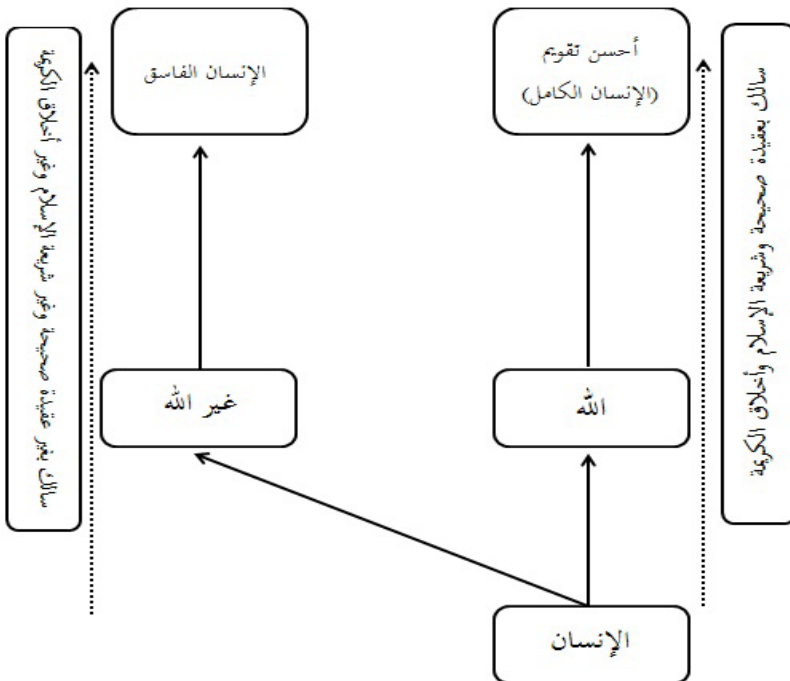 أحسن تقويم
(الإنسان الكامل)
الإنسان الفاسق
سالك بعقيدة صحيحة وشريعة الإسلام وأخلاق الكريمة
سالك بغير عقيدة صحيحة وغير شريعة الإسلام وغير أخلاق الكريمة
الله
غير الله
الإنسان